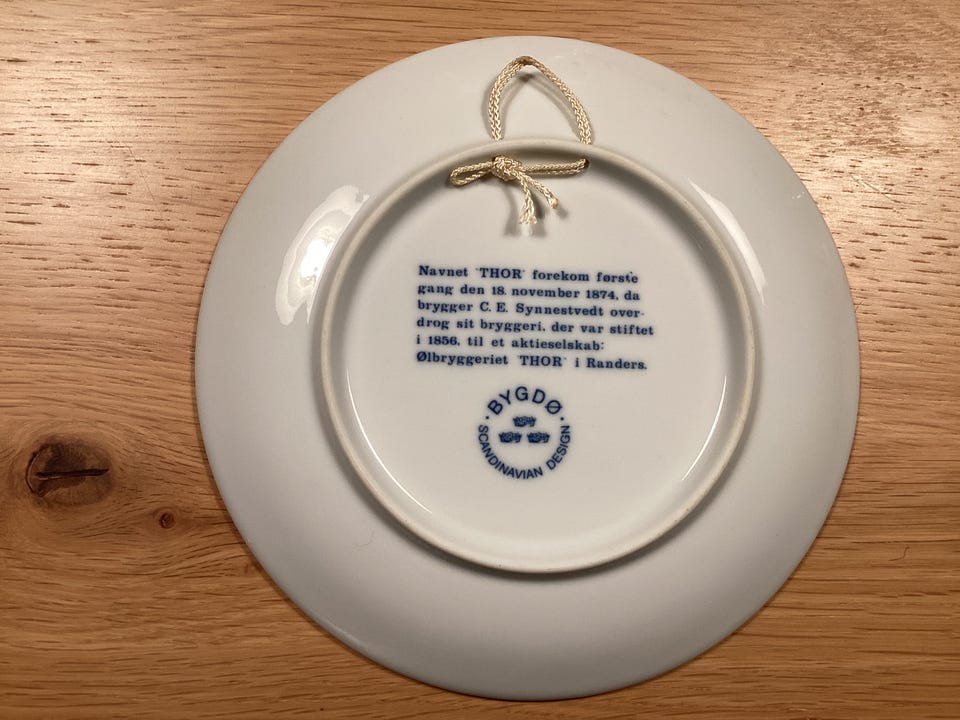 Navnet "THOR" forekom første
gang den 18. november 1874, da
brygger C. E. Synnestvedt over-
drog sit bryggeri, der var stiftet
i 1856, til et aktieselskab:
Ølbryggeriet "THOR" i Randers.
· BYGDØ ·
SCANDINAVIAN DESIGN